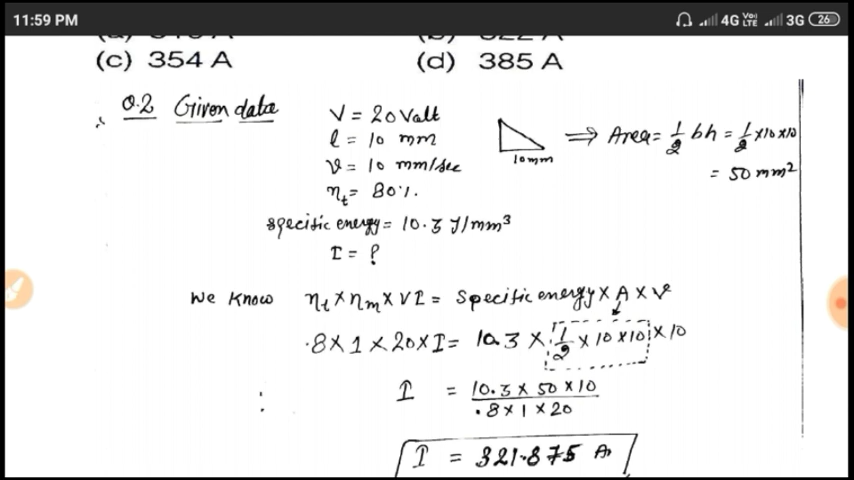 11:59 PM 4G VoJ LTE 3G 26
(c) 354 A (d) 385 A
Q.2 Given data
V = 20 Valt
l = 10 mm
v = 10 mm/sec
ηt = 80%.
10mm
⇒ Area = 1/2 bh = 1/2 × 10 × 10
= 50 mm²
specific energy = 10.3 J/mm³
I = ?
We Know ηt × ηm × VI = Specific energy × A × v
.8 × 1 × 20 × I = 10.3 × 1/2 × 10 × 10 × 10
I = 10.3 × 50 × 10 / .8 × 1 × 20
I = 321.875 A